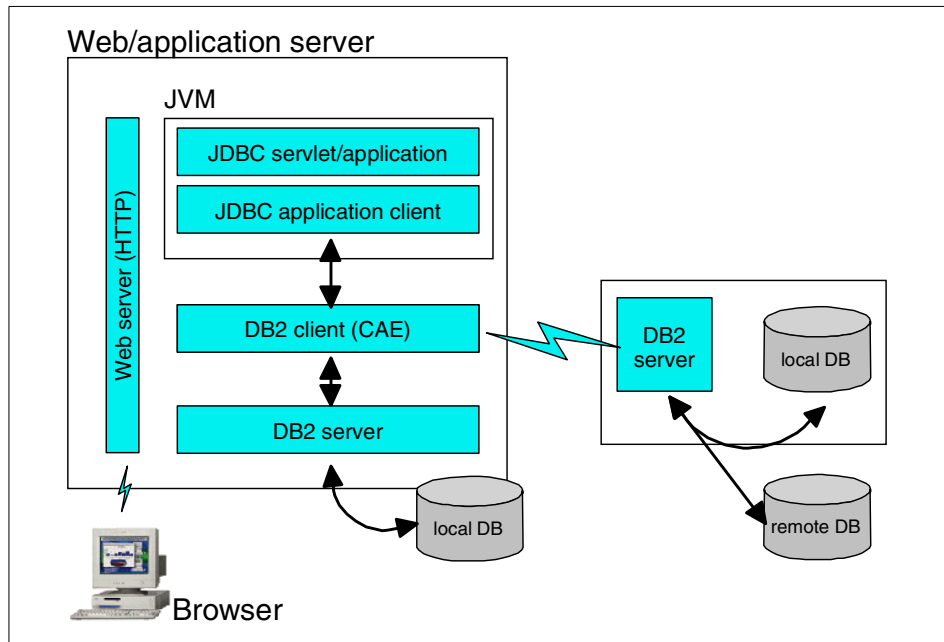 Web/application server
JVM
JDBC servlet/application
JDBC application client
Web server (HTTP)
DB2 client (CAE)
DB2 server
local DB
Browser
DB2
server
local DB
remote DB